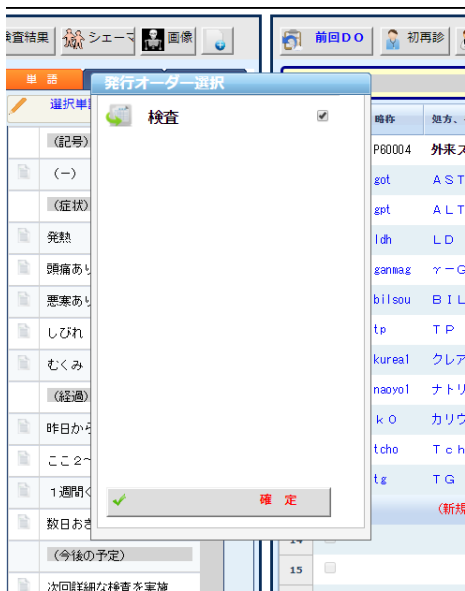 検査結果 シェーマ 画像
前回ＤＯ 初再診
単 語
選択単
発行オーダー選択
検査
確 定
（記号）
（－）
（症状）
発熱
頭痛あり
悪寒あり
しびれ
むくみ
（経過）
昨日から
ここ２～
１週間く
数日おき
（今後の予定）
次回詳細な検査を実施
略称 処方、
P60004 外来ス
got ＡＳＴ
gpt ＡＬＴ
ldh ＬＤ
ganmag γ－Ｇ
bilsou ＢＩＬ
tp ＴＰ
kurea1 クレア
naoyo1 ナトリ
ｋＯ カリウ
tcho Ｔｃｈ
tg ＴＧ
（新規
14
15